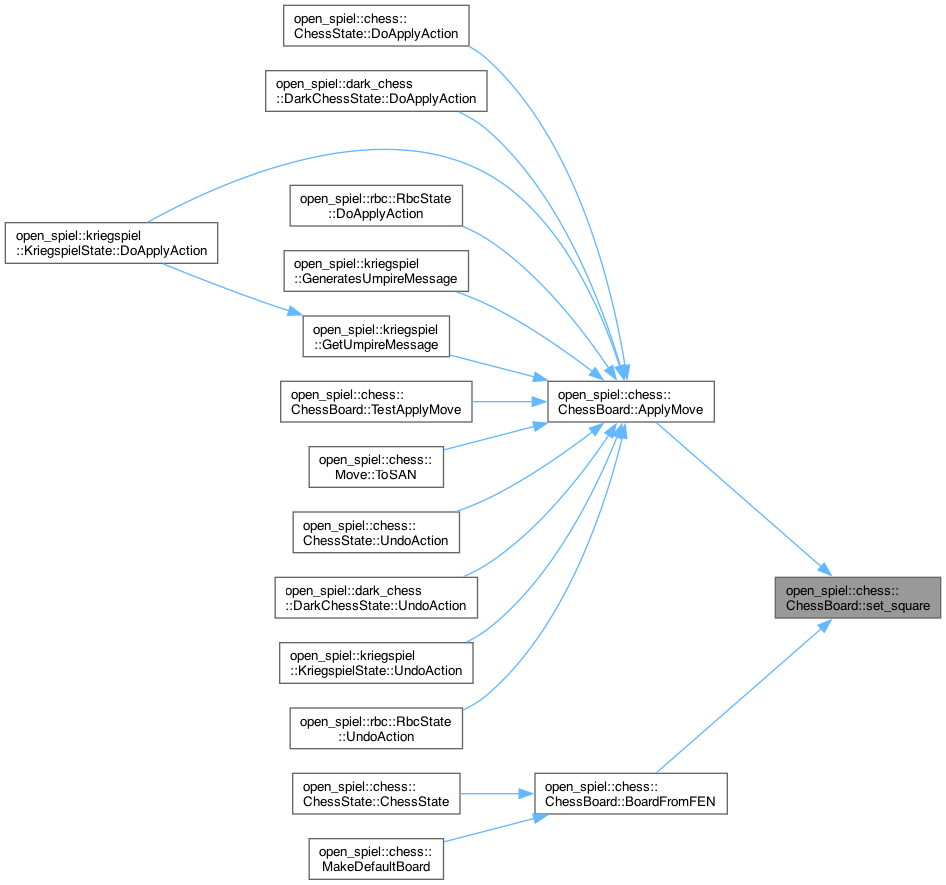 open_spiel::chess::
ChessState::DoApplyAction
open_spiel::dark_chess
::DarkChessState::DoApplyAction
open_spiel::rbc::RbcState
::DoApplyAction
open_spiel::kriegspiel
::KriegspielState::DoApplyAction
open_spiel::kriegspiel
::GeneratesUmpireMessage
open_spiel::kriegspiel
::GetUmpireMessage
open_spiel::chess::
ChessBoard::TestApplyMove
open_spiel::chess::
ChessBoard::ApplyMove
open_spiel::chess::
Move::ToSAN
open_spiel::chess::
ChessState::UndoAction
open_spiel::dark_chess
::DarkChessState::UndoAction
open_spiel::chess::
ChessBoard::set_square
open_spiel::kriegspiel
::KriegspielState::UndoAction
open_spiel::rbc::RbcState
::UndoAction
open_spiel::chess::
ChessState::ChessState
open_spiel::chess::
ChessBoard::BoardFromFEN
open_spiel::chess::
MakeDefaultBoard